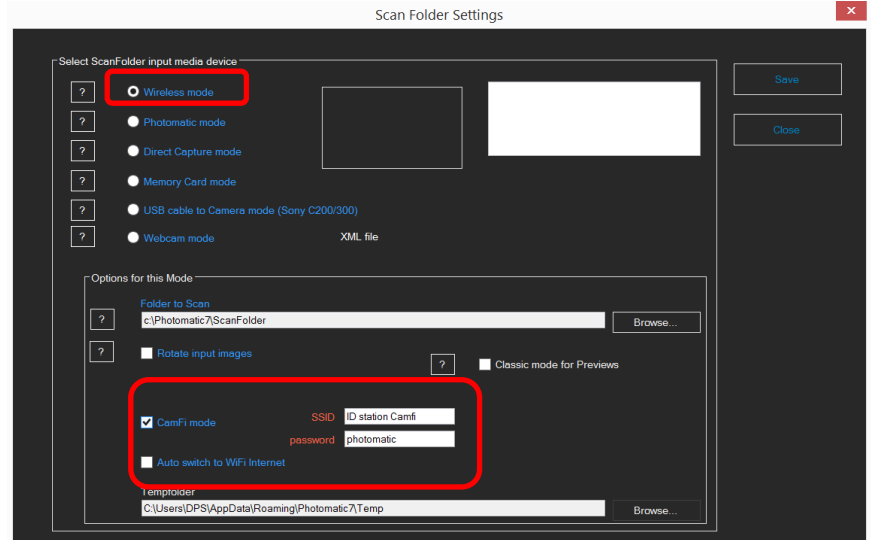 Scan Folder Settings
x
Select ScanFolder input media device
? Wireless mode
Save
? Photomatic mode
Close
? Direct Capture mode
? Memory Card mode
? USB cable to Camera mode (Sony C200/300)
? Webcam mode
XML file
Options for this Mode
Folder to Scan
? c:\Photomatic7\ScanFolder Browse...
? Rotate input images
? Classic mode for Previews
CamFi mode SSID ID station Camfi
password photomatic
Auto switch to WiFi Internet
Tempfolder
C:\Users\DPS\AppData\Roaming\Photomatic7\Temp Browse...